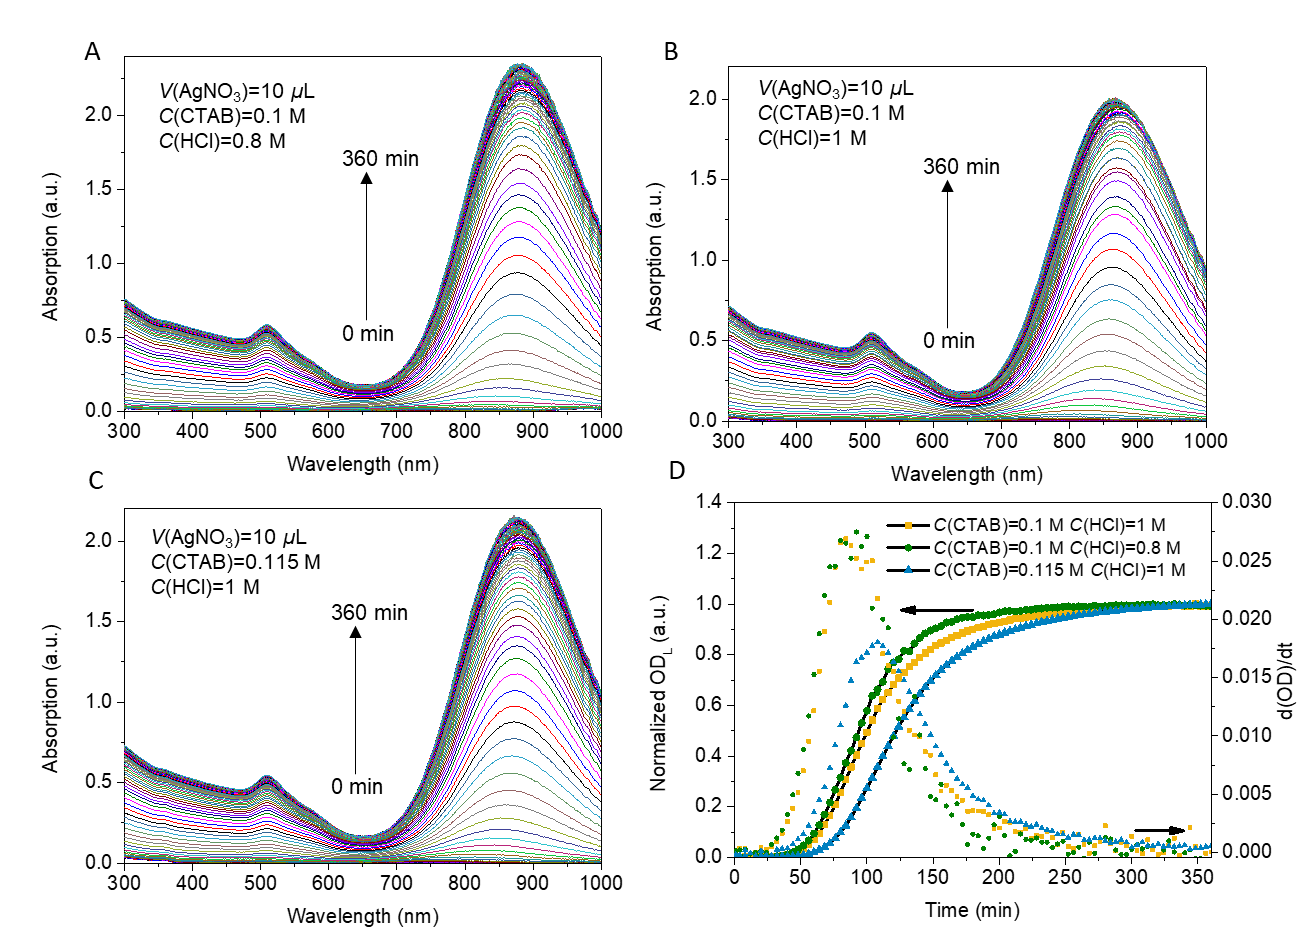 A
V(AgNO₃)=10 µL
C(CTAB)=0.1 M
C(HCl)=0.8 M
360 min
0 min
2.0
1.5
1.0
0.5
0.0
Absorption (a.u.)
300 400 500 600 700 800 900 1000
Wavelength (nm)
B
V(AgNO₃)=10 µL
C(CTAB)=0.1 M
C(HCl)=1 M
360 min
0 min
2.0
1.5
1.0
0.5
0.0
Absorption (a.u.)
300 400 500 600 700 800 900 1000
Wavelength (nm)
C
V(AgNO₃)=10 µL
C(CTAB)=0.115 M
C(HCl)=1 M
360 min
0 min
2.0
1.5
1.0
0.5
0.0
Absorption (a.u.)
300 400 500 600 700 800 900 1000
Wavelength (nm)
D
C(CTAB)=0.1 M C(HCl)=1 M
C(CTAB)=0.1 M C(HCl)=0.8 M
C(CTAB)=0.115 M C(HCl)=1 M
1.4
1.2
1.0
0.8
0.6
0.4
0.2
0.0
Normalized OD_L (a.u.)
0.030
0.025
0.020
0.015
0.010
0.005
0.000
d(OD)/dt
0 50 100 150 200 250 300 350
Time (min)